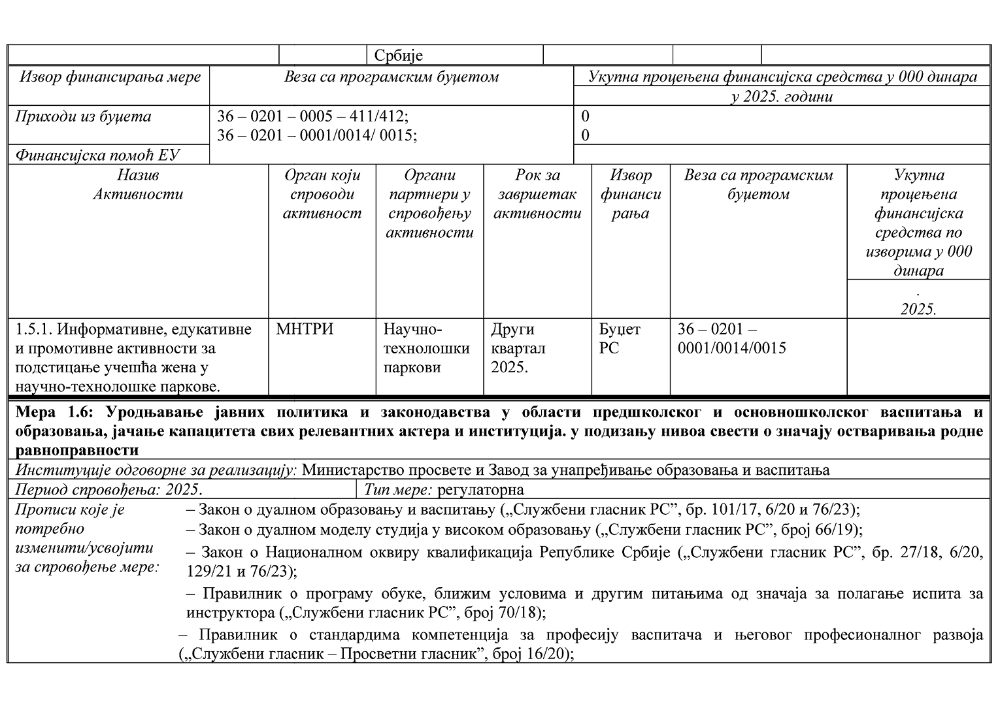 Србије
Извор финансирања мере
Веза са програмским буџетом
Укупна процењена финансијска средства у 000 динара
у 2025. години
Приходи из буџета
36 – 0201 – 0005 – 411/412;
36 – 0201 – 0001/0014/ 0015;
0
0
Финансијска помоћ ЕУ
Назив
Активности
Орган који
спроводи
активност
Органи
партнери у
спровођењу
активности
Рок за
завршетак
активности
Извор
финанси
рања
Веза са програмским
буџетом
Укупна
процењена
финансијска
средства по
изворима у 000
динара
.
2025.
1.5.1. Информативне, едукативне
и промотивне активности за
подстицање учешћа жена у
научно-технолошке паркове.
МНТРИ
Научно-
технолошки
паркови
Други
квартал
2025.
Буџет
РС
36 – 0201 –
0001/0014/0015
Мера 1.6: Уродњавање јавних политика и законодавства у области предшколског и основношколског васпитања и
образовања, јачање капацитета свих релевантних актера и институција. у подизању нивоа свести о значају остваривања родне
равноправности
Институције одговорне за реализацију: Министарство просвете и Завод за унапређивање образовања и васпитања
Период спровођења: 2025.
Тип мере: регулаторна
Прописи које је
потребно
изменити/усвојити
за спровођење мере:
– Закон о дуалном образовању и васпитању („Службени гласник РС”, бр. 101/17, 6/20 и 76/23);
– Закон о дуалном моделу студија у високом образовању („Службени гласник РС”, број 66/19);
– Закон о Националном оквиру квалификација Републике Србије („Службени гласник РС”, бр. 27/18, 6/20,
129/21 и 76/23);
– Правилник о програму обуке, ближим условима и другим питањима од значаја за полагање испита за
инструктора („Службени гласник РС”, број 70/18);
– Правилник о стандардима компетенција за професију васпитача и његовог професионалног развоја
(„Службени гласник – Просветни гласник”, број 16/20);